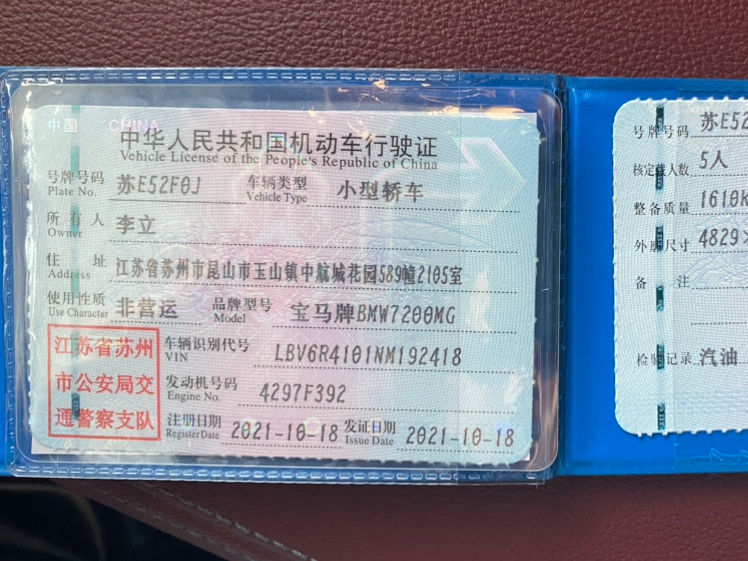 中国 CHINA
中华人民共和国机动车行驶证
Vehicle License of the People's Republic of China
号牌号码 苏E52F0J 车辆类型 小型轿车
Plate No. Vehicle Type
所有人 李立
Owner
住址 江苏省苏州市昆山市玉山镇中航城花园589幢2105室
Address
使用性质 非营运 品牌型号 宝马牌BMW7200MG
Use Character Model
江苏省苏州
市公安局交
通警察支队
车辆识别代号 LBV6R4101NM192418
VIN
发动机号码 4297F392
Engine No.
注册日期 2021-10-18 发证日期 2021-10-18
Register Date Issue Date
号牌号码 苏E52
核定载人数 5人
整备质量 1610K
外廓尺寸 4829×
备注
检验记录 汽油